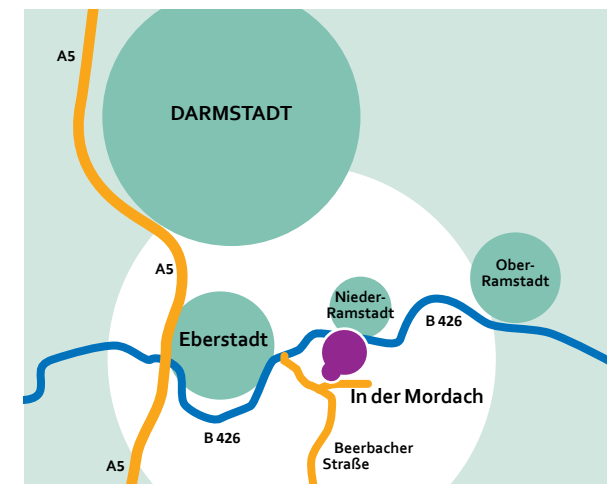 A5
DARMSTADT
A5
Ober-
Ramstadt
Nieder-
Ramstadt
B 426
Eberstadt
In der Mordach
B 426
Beerbacher
Straße
A5